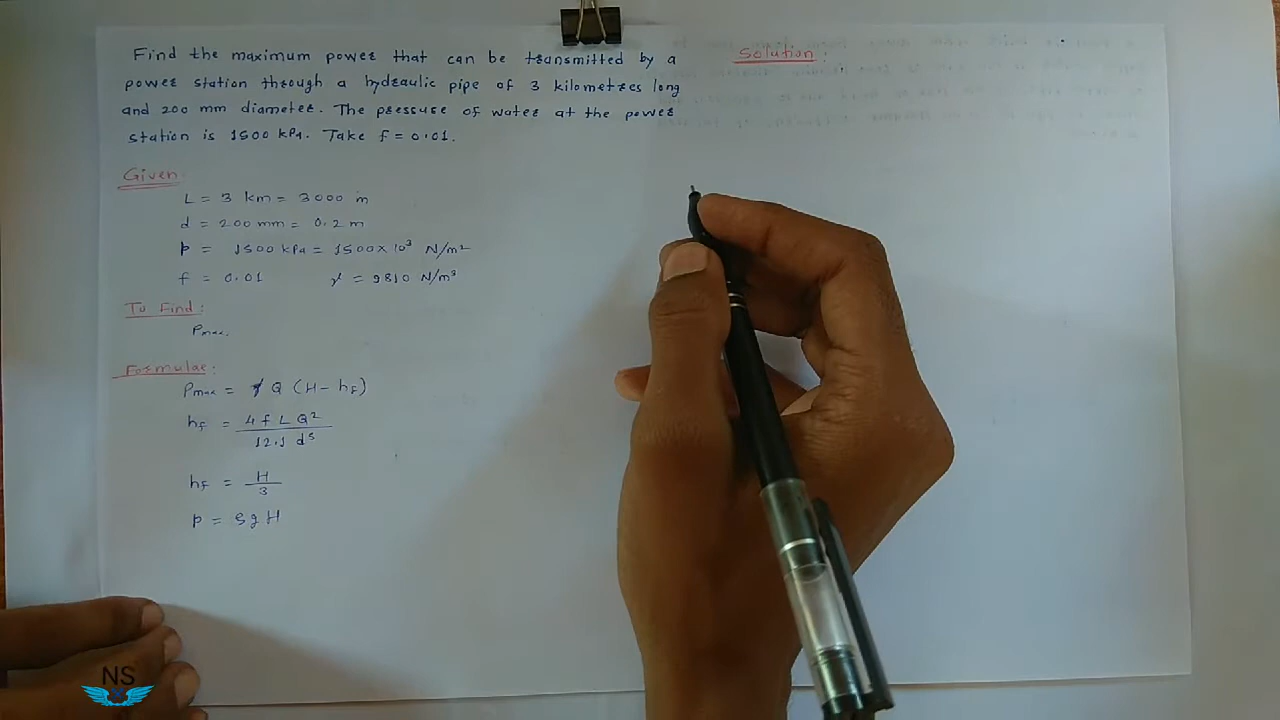 Find the maximum power that can be transmitted by a
power station through a hydraulic pipe of 3 kilometres long
and 200 mm diameter. The pressure of water at the power
station is 1500 kPa. Take f = 0.01.
Given:
L = 3 km = 3000 m
d = 200 mm = 0.2 m
p = 1500 kPa = 1500 × 10³ N/m²
f = 0.01 γ = 9810 N/m³
To Find:
Pmax.
Formulae:
Pmax = γ Q (H - hf)
hf = 4 f L Q² / 12.1 d⁵
hf = H / 3
p = ρ g H
Solution:
NS